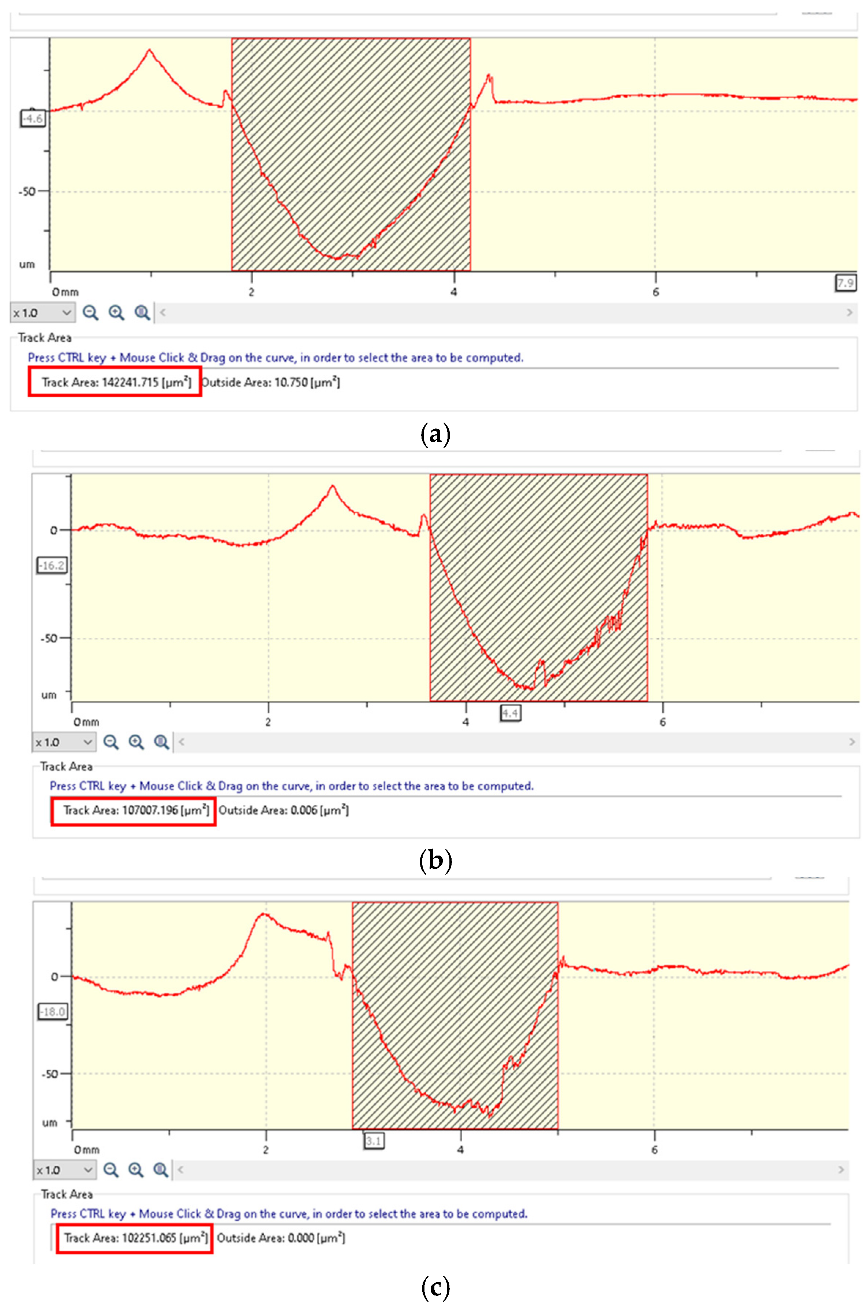 0
-4.6
-50
um
0mm 2 4 6 7.9
x 1.0
Track Area
Press CTRL key + Mouse Click & Drag on the curve, in order to select the area to be computed.
Track Area: 142241.715 [µm²] Outside Area: 10.750 [µm²]
(a)
0
-16.2
-50
um
0mm 2 4 4.4 6
x 1.0
Track Area
Press CTRL key + Mouse Click & Drag on the curve, in order to select the area to be computed.
Track Area: 107007.196 [µm²] Outside Area: 0.006 [µm²]
(b)
0
-18.0
-50
um
0mm 2 3.1 4 6
x 1.0
Track Area
Press CTRL key + Mouse Click & Drag on the curve, in order to select the area to be computed.
Track Area: 102251.065 [µm²] Outside Area: 0.000 [µm²]
(c)